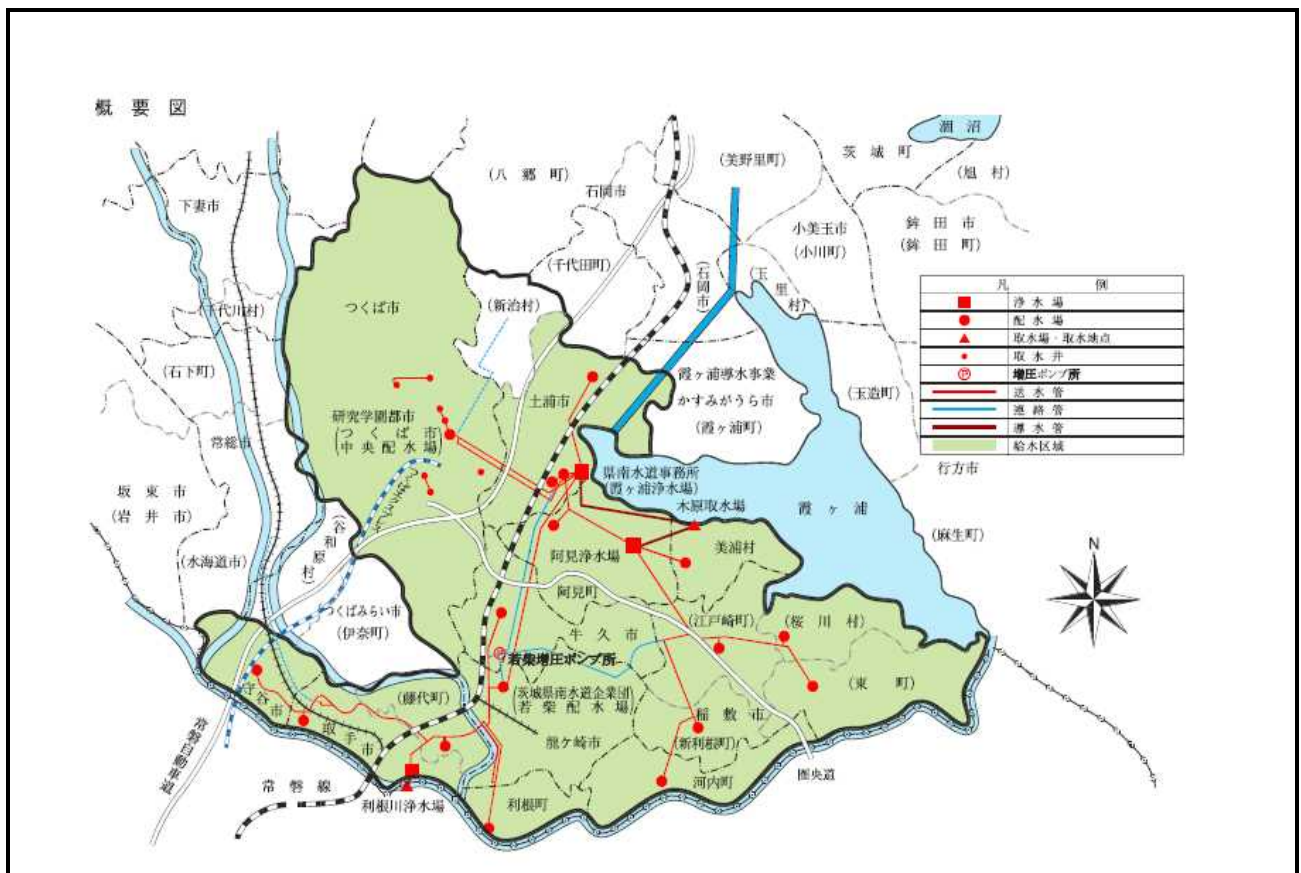 概要図
涸沼
茨城町
(旭村)
(美野里町)
(八郷町)
石岡市
下妻市
小美玉市
(小川町)
鉾田市
(鉾田町)
(千代田町)
(石岡市)
(玉里村)
凡例
浄水場
配水場
取水場・取水地点
取水井
P
増圧ポンプ所
送水管
連絡管
導水管
給水区域
つくば市
(新治村)
(千代川村)
(石下町)
霞ヶ浦導水事業
かすみがうら市
(霞ヶ浦町)
(玉造町)
土浦市
研究学園都市
(つくば市
中央配水場)
常総市
行方市
県南水道事務所
(霞ヶ浦浄水場)
木原取水場
坂東市
(岩井市)
霞ヶ浦
(麻生町)
(谷和原村)
(水海道市)
阿見浄水場
美浦村
阿見町
N
つくばみらい市
(伊奈町)
牛久市
(江戸崎町)
(桜川村)
P
若柴増圧ポンプ所
守谷市
(藤代町)
(茨城県南水道企業団
若柴配水場)
稲敷市
(東町)
取手市
龍ケ崎市
(新利根町)
常磐自動車道
圏央道
河内町
常磐線
利根川浄水場
利根町